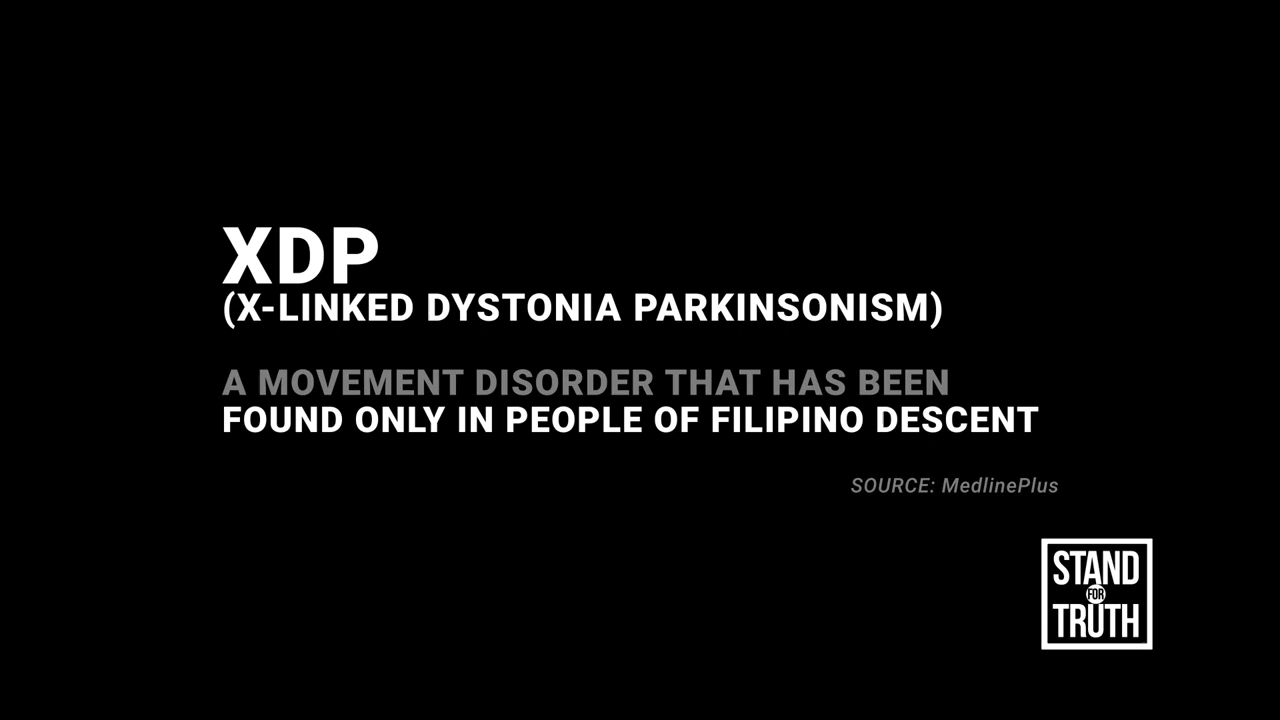 XDP
(X-LINKED DYSTONIA PARKINSONISM)
A MOVEMENT DISORDER THAT HAS BEEN
FOUND ONLY IN PEOPLE OF FILIPINO DESCENT
SOURCE: MedlinePlus
STAND
FOR
TRUTH